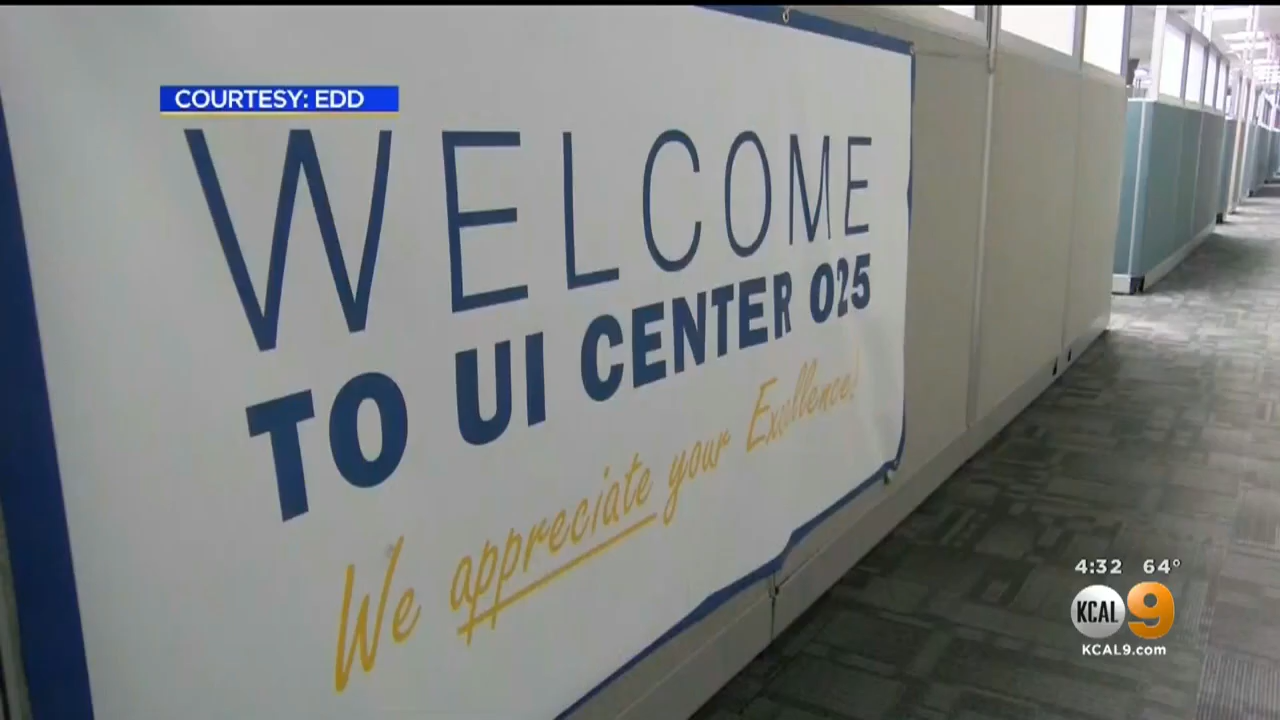 COURTESY: EDD
WELCOME
TO UI CENTER 025
We appreciate your Excellence!
4:32 64°
KCAL 9
KCAL9.com